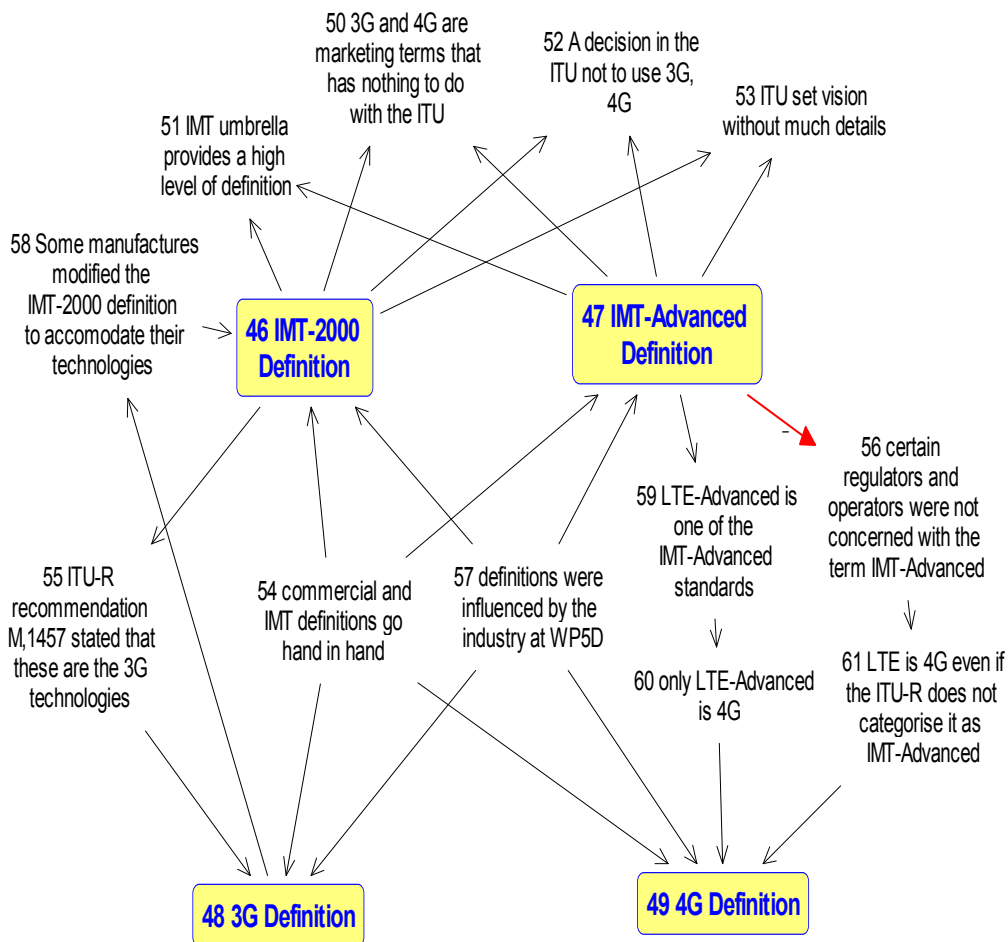 50 3G and 4G are
marketing terms that
has nothing to do
with the ITU
52 A decision in the
ITU not to use 3G,
4G
53 ITU set vision
without much details
51 IMT umbrella
provides a high
level of definition
58 Some manufactures
modified the
IMT-2000 definition
to accomodate their
technologies
46 IMT-2000
Definition
47 IMT-Advanced
Definition
-
56 certain
regulators and
operators were not
concerned with the
term IMT-Advanced
59 LTE-Advanced is
one of the
IMT-Advanced
standards
55 ITU-R
recommendation
M,1457 stated that
these are the 3G
technologies
54 commercial and
IMT definitions go
hand in hand
57 definitions were
influenced by the
industry at WP5D
60 only LTE-Advanced
is 4G
61 LTE is 4G even if
the ITU-R does not
categorise it as
IMT-Advanced
48 3G Definition
49 4G Definition